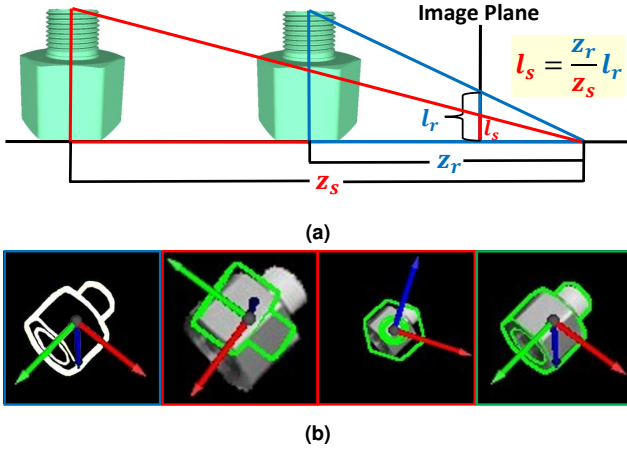 Image Plane
l_s = z_r/z_s l_r
l_r
l_s
z_r
z_s
(a)
(b)